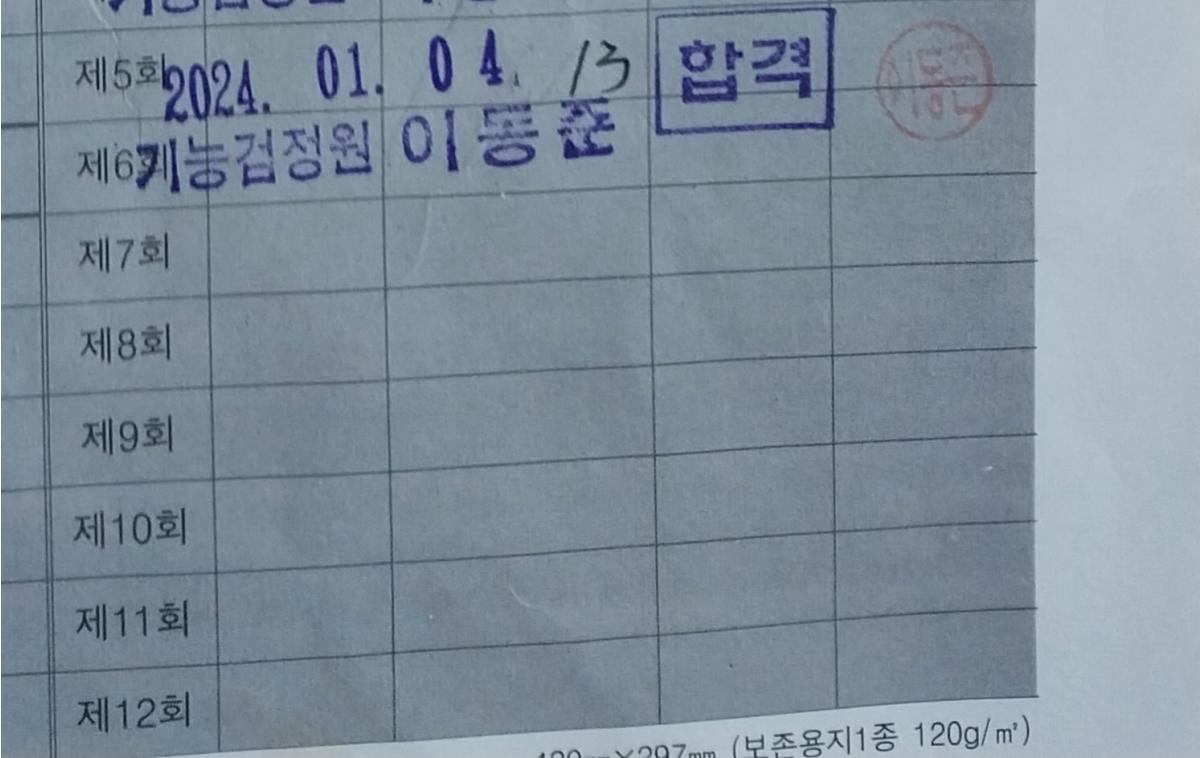 제5회 2024. 01. 04. 13 합격
제6회 기능검정원 이동준
제7회
제8회
제9회
제10회
제11회
제12회
(보존용지1종 120g/㎡)